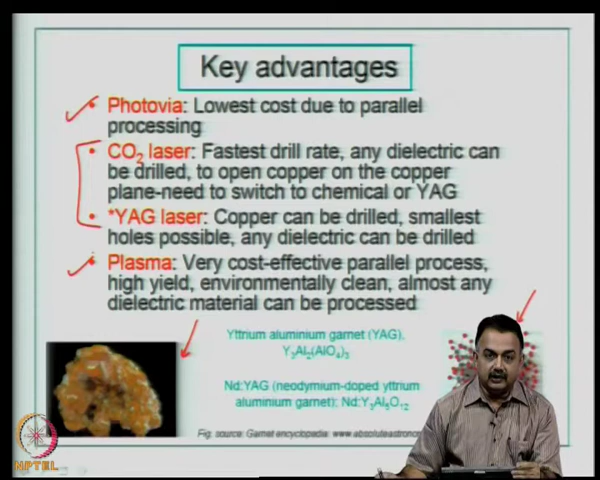 Key advantages
• Photovia: Lowest cost due to parallel
processing
• CO₂ laser: Fastest drill rate, any dielectric can
be drilled, to open copper on the copper
plane-need to switch to chemical or YAG
• *YAG laser: Copper can be drilled, smallest
holes possible, any dielectric can be drilled
• Plasma: Very cost-effective parallel process,
high yield, environmentally clean, almost any
dielectric material can be processed
Yttrium aluminium garnet (YAG),
Y₃Al₂(AlO₄)₃
Nd:YAG (neodymium-doped yttrium
aluminium garnet); Nd:Y₃Al₅O₁₂
Fig. source: Garnet encyclopedia: www.absoluteastrono
NPTEL